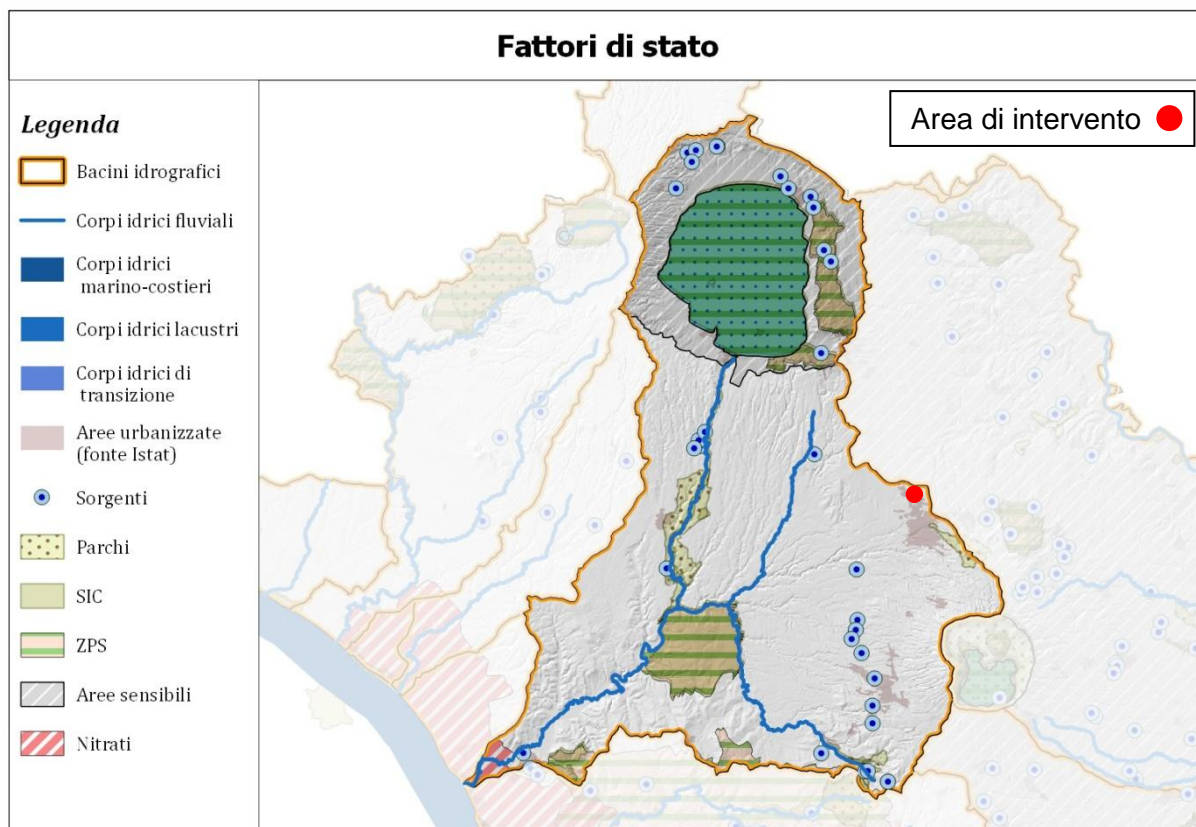 Fattori di stato
Legenda
Bacini idrografici
Corpi idrici fluviali
Corpi idrici
marino-costieri
Corpi idrici lacustri
Corpi idrici di
transizione
Aree urbanizzate
(fonte Istat)
Sorgenti
Parchi
SIC
ZPS
Aree sensibili
Nitrati
Area di intervento